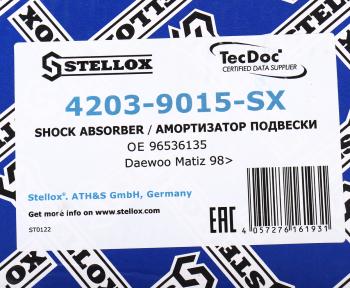 STELLOX
TecDoc
CERTIFIED DATA SUPPLIER
4203-9015-SX
SHOCK ABSORBER / АМОРТИЗАТОР ПОДВЕСКИ
OE 96536135
Daewoo Matiz 98>
Stellox®. ATH&S GmbH, Germany
Get more info on www.stellox.com
ST0122
EAC
4 057276 161931